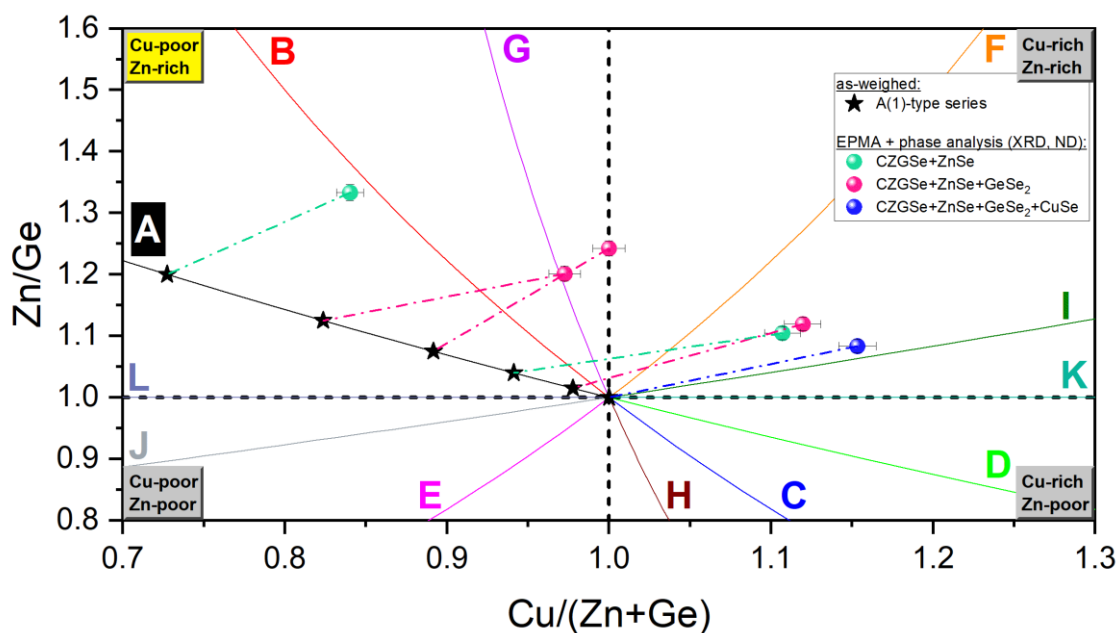 1.6
1.5
1.4
1.3
1.2
1.1
1.0
0.9
0.8
Zn/Ge
Cu-poor
Zn-rich
B
G
F
Cu-rich
Zn-rich
as-weighed:
A(1)-type series
EPMA + phase analysis (XRD, ND):
CZGSe+ZnSe
CZGSe+ZnSe+GeSe₂
CZGSe+ZnSe+GeSe₂+CuSe
A
I
L
K
J
D
Cu-poor
Zn-poor
E
H
C
Cu-rich
Zn-poor
0.7
0.8
0.9
1.0
1.1
1.2
1.3
Cu/(Zn+Ge)